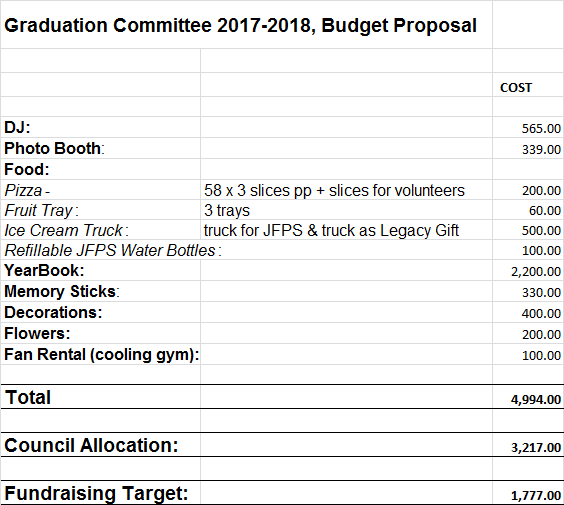 Graduation Committee 2017-2018, Budget Proposal
COST
DJ: 565.00
Photo Booth: 339.00
Food:
Pizza - 58 x 3 slices pp + slices for volunteers 200.00
Fruit Tray : 3 trays 60.00
Ice Cream Truck : truck for JFPS & truck as Legacy Gift 500.00
Refillable JFPS Water Bottles : 100.00
YearBook: 2,200.00
Memory Sticks: 330.00
Decorations: 400.00
Flowers: 200.00
Fan Rental (cooling gym): 100.00
Total 4,994.00
Council Allocation: 3,217.00
Fundraising Target: 1,777.00